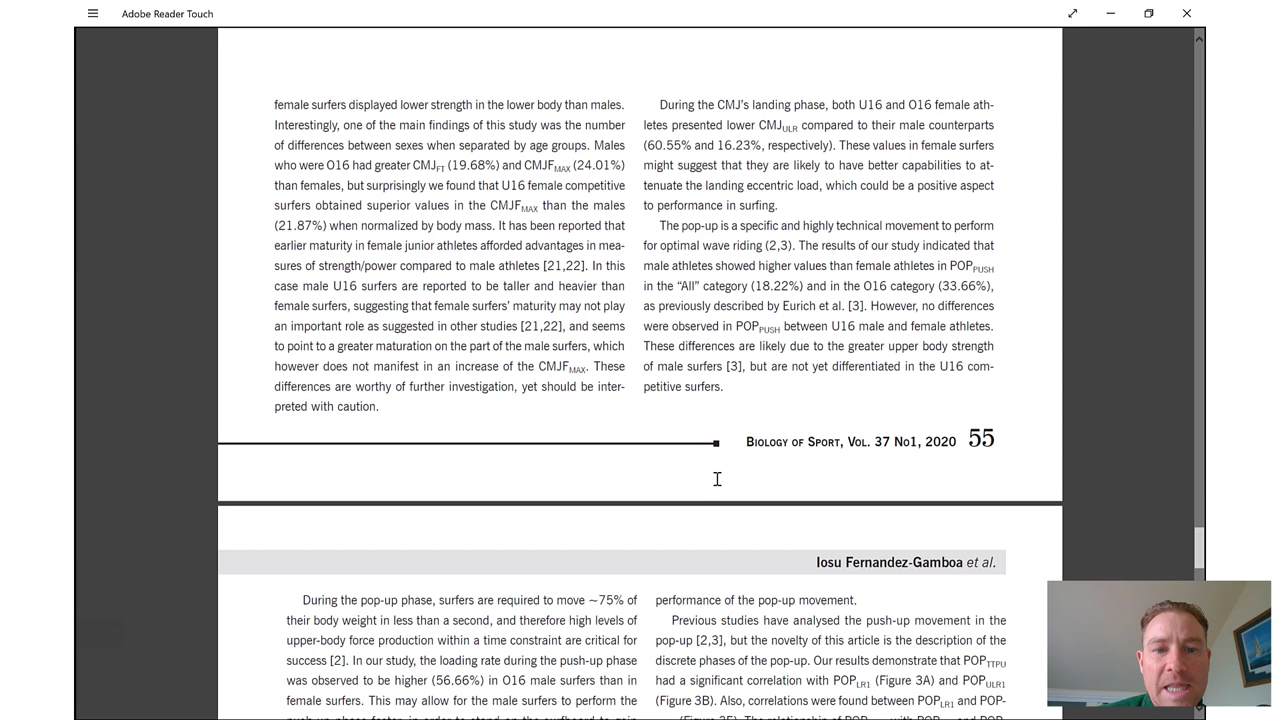 Adobe Reader Touch
female surfers displayed lower strength in the lower body than males.
Interestingly, one of the main findings of this study was the number
of differences between sexes when separated by age groups. Males
who were O16 had greater CMJFT (19.68%) and CMJFMAX (24.01%)
than females, but surprisingly we found that U16 female competitive
surfers obtained superior values in the CMJFMAX than the males
(21.87%) when normalized by body mass. It has been reported that
earlier maturity in female junior athletes afforded advantages in mea-
sures of strength/power compared to male athletes [21,22]. In this
case male U16 surfers are reported to be taller and heavier than
female surfers, suggesting that female surfers' maturity may not play
an important role as suggested in other studies [21,22], and seems
to point to a greater maturation on the part of the male surfers, which
however does not manifest in an increase of the CMJFMAX. These
differences are worthy of further investigation, yet should be inter-
preted with caution.
During the CMJ's landing phase, both U16 and O16 female ath-
letes presented lower CMJULR compared to their male counterparts
(60.55% and 16.23%, respectively). These values in female surfers
might suggest that they are likely to have better capabilities to at-
tenuate the landing eccentric load, which could be a positive aspect
to performance in surfing.
The pop-up is a specific and highly technical movement to perform
for optimal wave riding (2,3). The results of our study indicated that
male athletes showed higher values than female athletes in POPPUSH
in the "All" category (18.22%) and in the O16 category (33.66%),
as previously described by Eurich et al. [3]. However, no differences
were observed in POPPUSH between U16 male and female athletes.
These differences are likely due to the greater upper body strength
of male surfers [3], but are not yet differentiated in the U16 com-
petitive surfers.
Biology of Sport, Vol. 37 No1, 2020 55
Iosu Fernandez-Gamboa et al.
During the pop-up phase, surfers are required to move ~75% of
their body weight in less than a second, and therefore high levels of
upper-body force production within a time constraint are critical for
success [2]. In our study, the loading rate during the push-up phase
was observed to be higher (56.66%) in O16 male surfers than in
female surfers. This may allow for the male surfers to perform the
push-up phase faster, in order to stand on the surfboard to gain
performance of the pop-up movement.
Previous studies have analysed the push-up movement in the
pop-up [2,3], but the novelty of this article is the description of the
discrete phases of the pop-up. Our results demonstrate that POPTTPU
had a significant correlation with POPLR1 (Figure 3A) and POPULR1
(Figure 3B). Also, correlations were found between POPLR1 and POP-